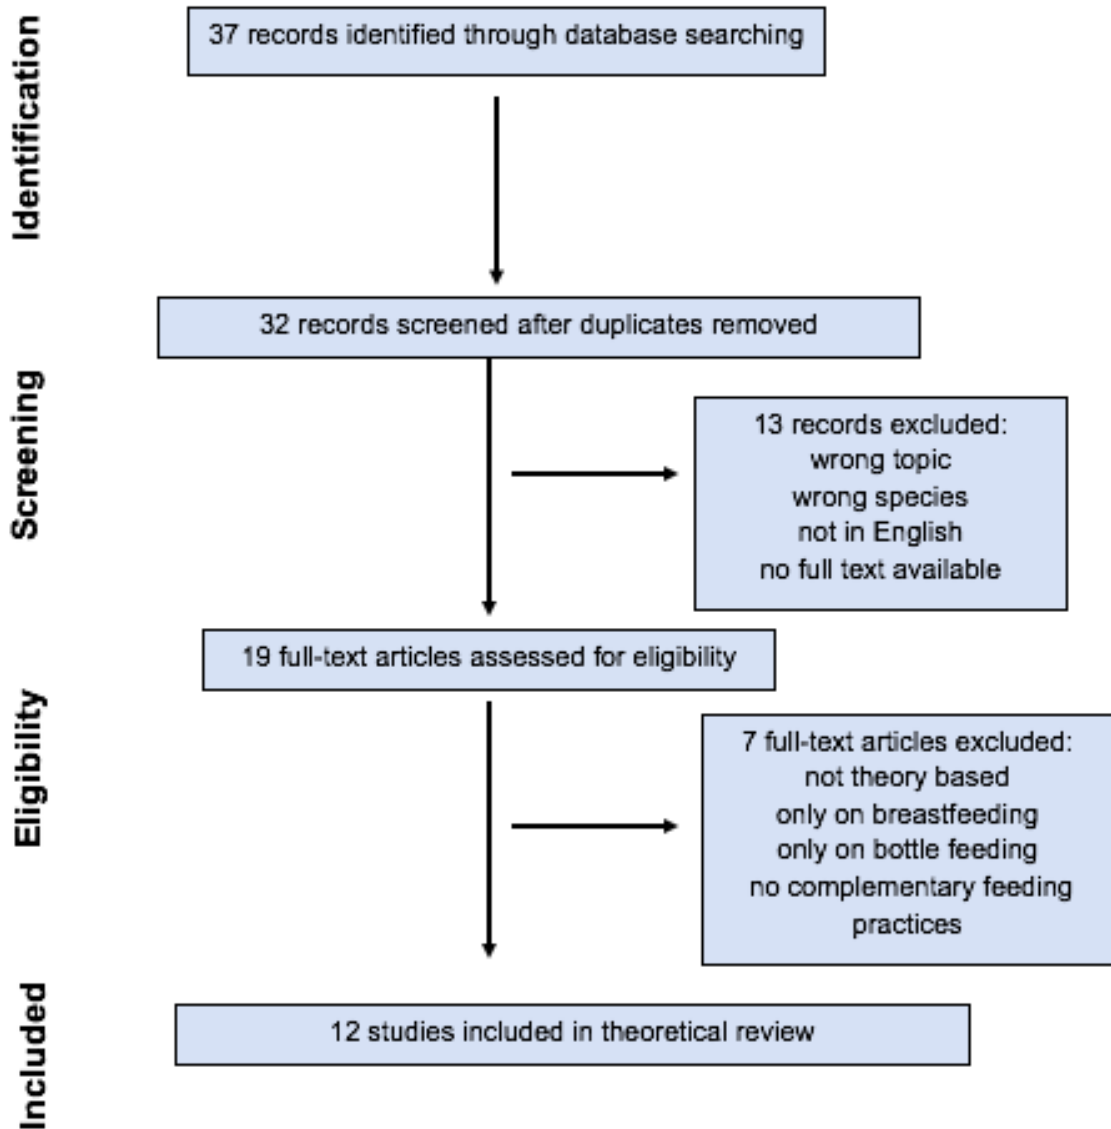 Identification
37 records identified through database searching
32 records screened after duplicates removed
Screening
13 records excluded:
wrong topic
wrong species
not in English
no full text available
19 full-text articles assessed for eligibility
Eligibility
7 full-text articles excluded:
not theory based
only on breastfeeding
only on bottle feeding
no complementary feeding
practices
Included
12 studies included in theoretical review